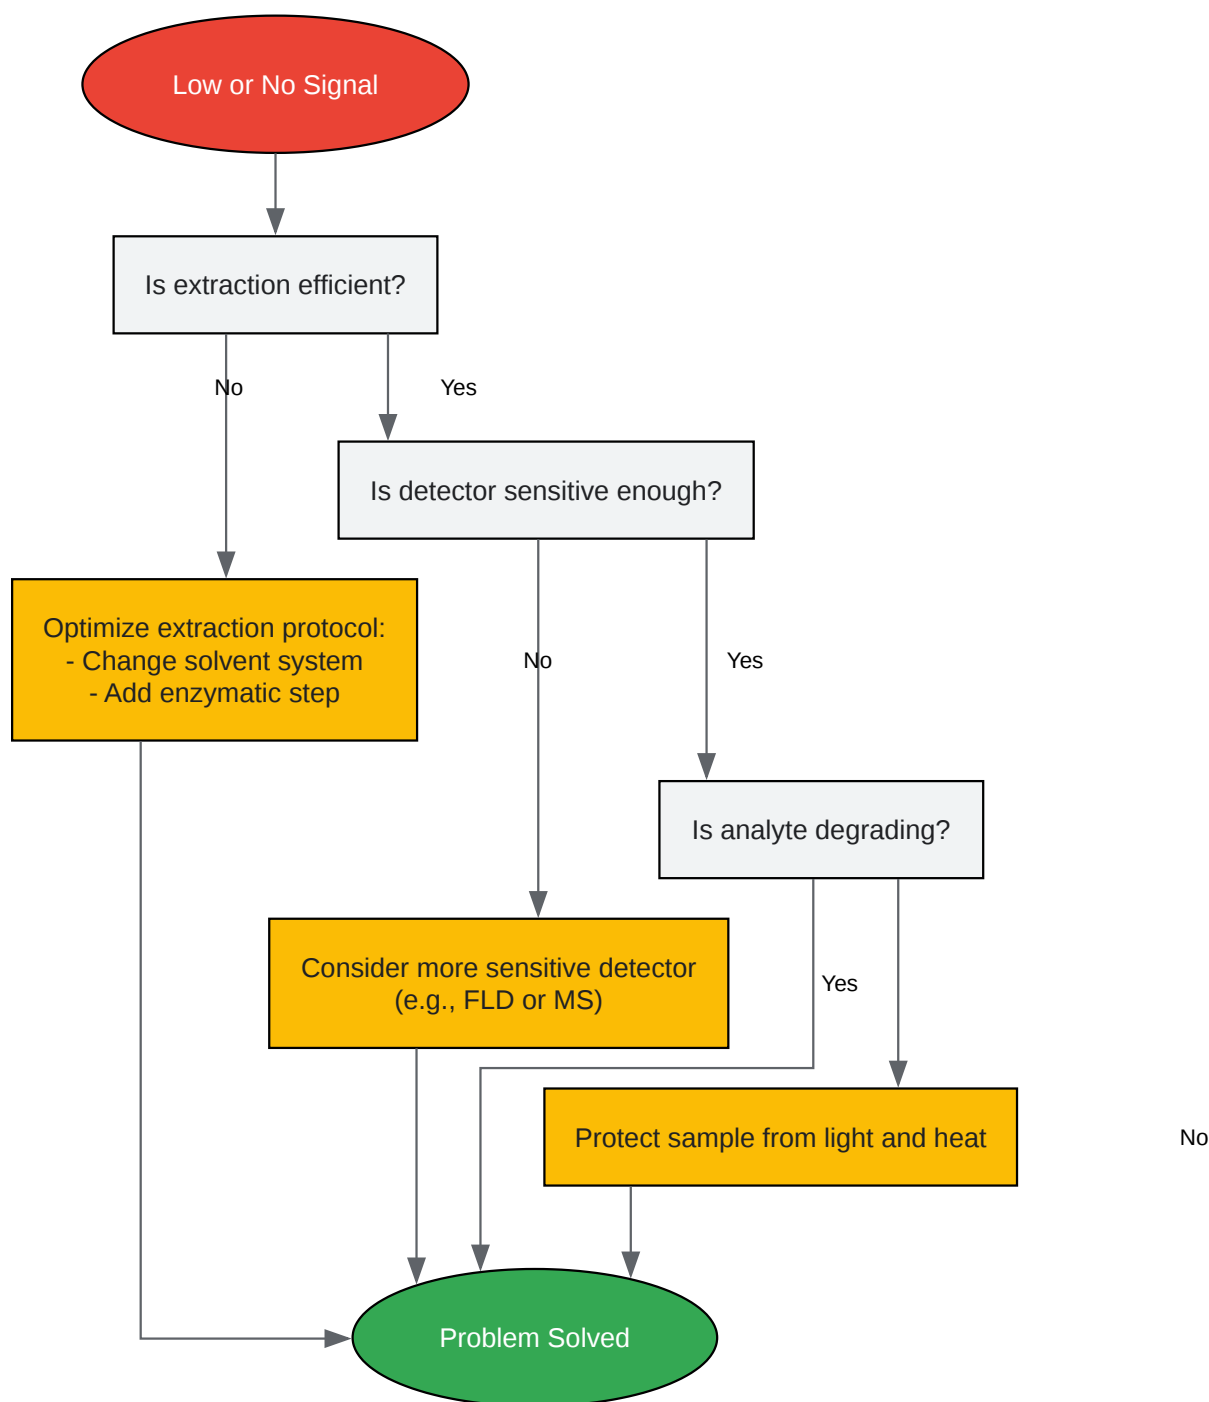 Low or No Signal
Is extraction efficient?
No
Yes
Is detector sensitive enough?
Optimize extraction protocol:
- Change solvent system
- Add enzymatic step
No
Yes
Is analyte degrading?
Consider more sensitive detector
(e.g., FLD or MS)
Yes
Protect sample from light and heat
No
Problem Solved